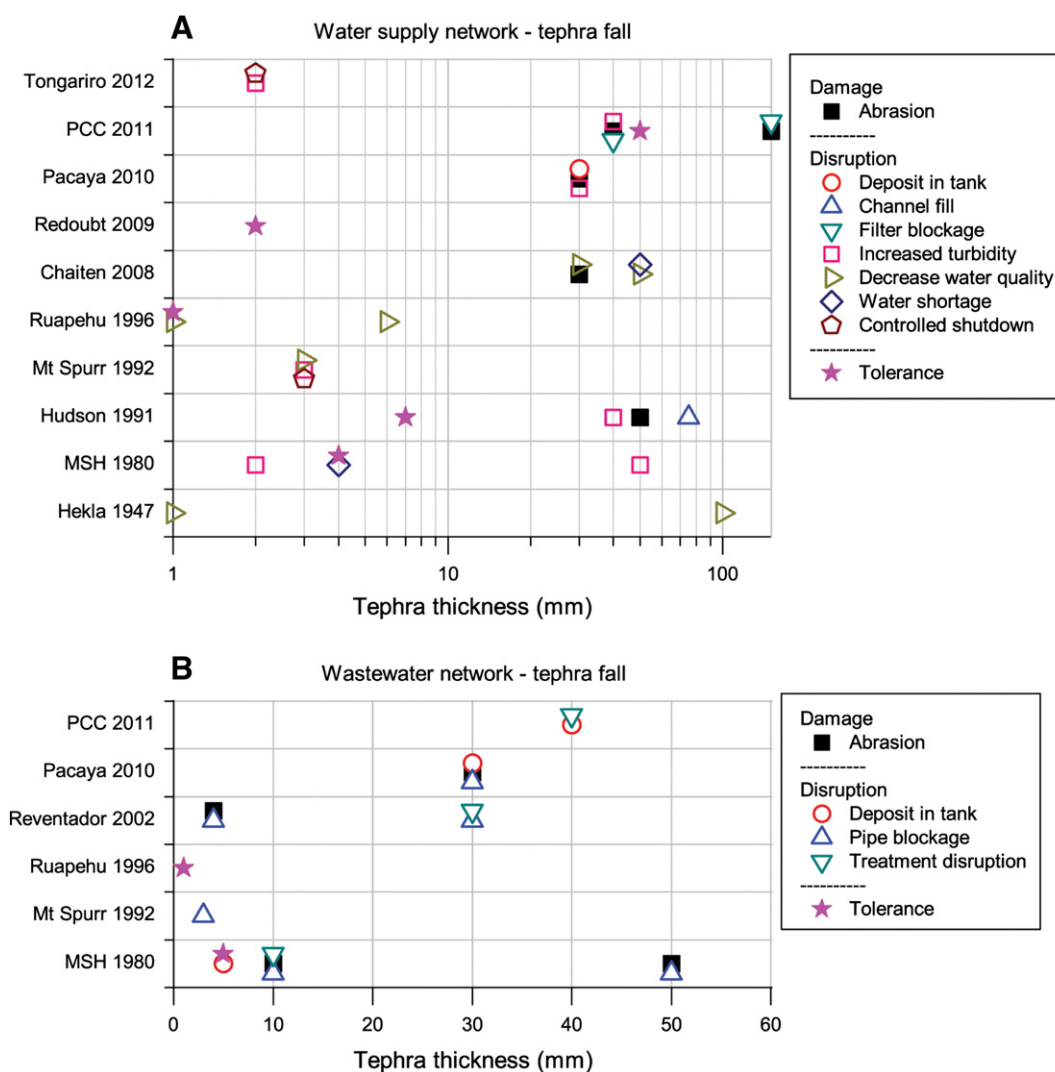 A
Water supply network - tephra fall
Tongariro 2012
PCC 2011
Pacaya 2010
Redoubt 2009
Chaiten 2008
Ruapehu 1996
Mt Spurr 1992
Hudson 1991
MSH 1980
Hekla 1947
1 10 100
Tephra thickness (mm)
Damage
Abrasion
----------
Disruption
Deposit in tank
Channel fill
Filter blockage
Increased turbidity
Decrease water quality
Water shortage
Controlled shutdown
----------
Tolerance
B
Wastewater network - tephra fall
PCC 2011
Pacaya 2010
Reventador 2002
Ruapehu 1996
Mt Spurr 1992
MSH 1980
0 10 20 30 40 50 60
Tephra thickness (mm)
Damage
Abrasion
----------
Disruption
Deposit in tank
Pipe blockage
Treatment disruption
----------
Tolerance